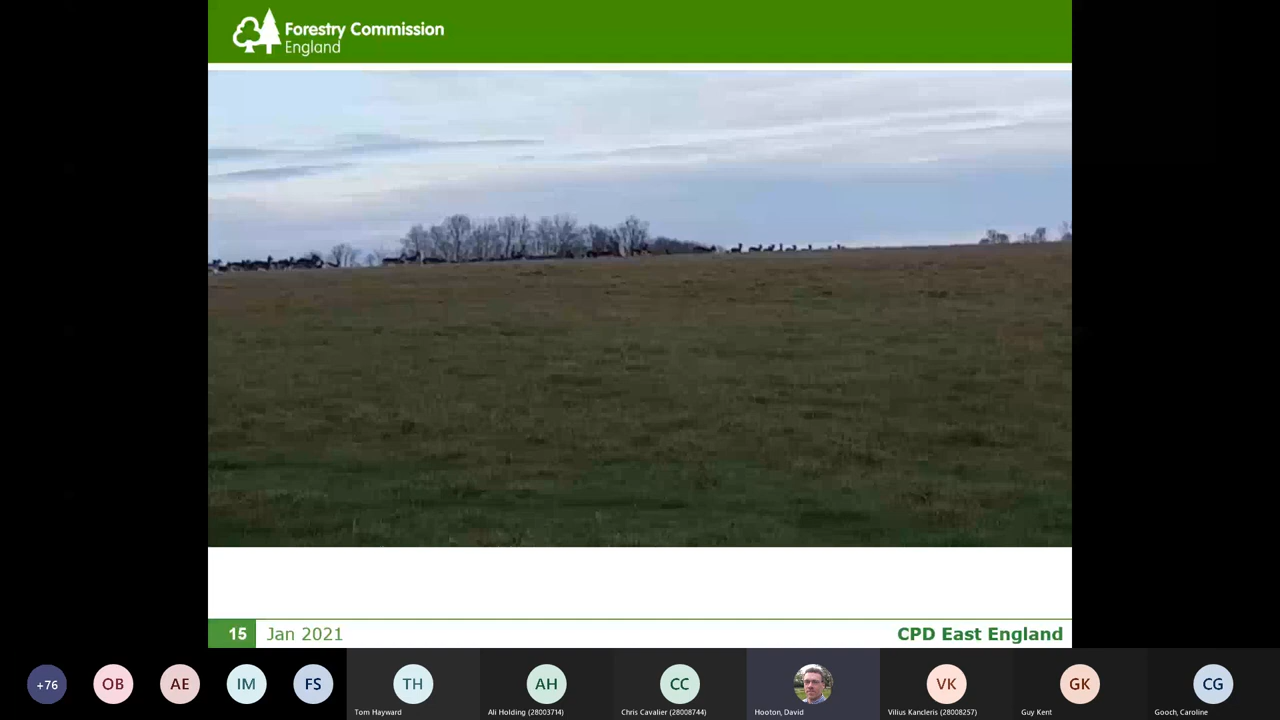 Forestry Commission
England
15 Jan 2021 CPD East England
+76 OB AE IM FS TH AH CC VK GK CG
Tom Hayward Ali Holding (28003714) Chris Cavalier (28008744) Hooton, David Vilius Kancleris (28008257) Guy Kent Gooch, Caroline